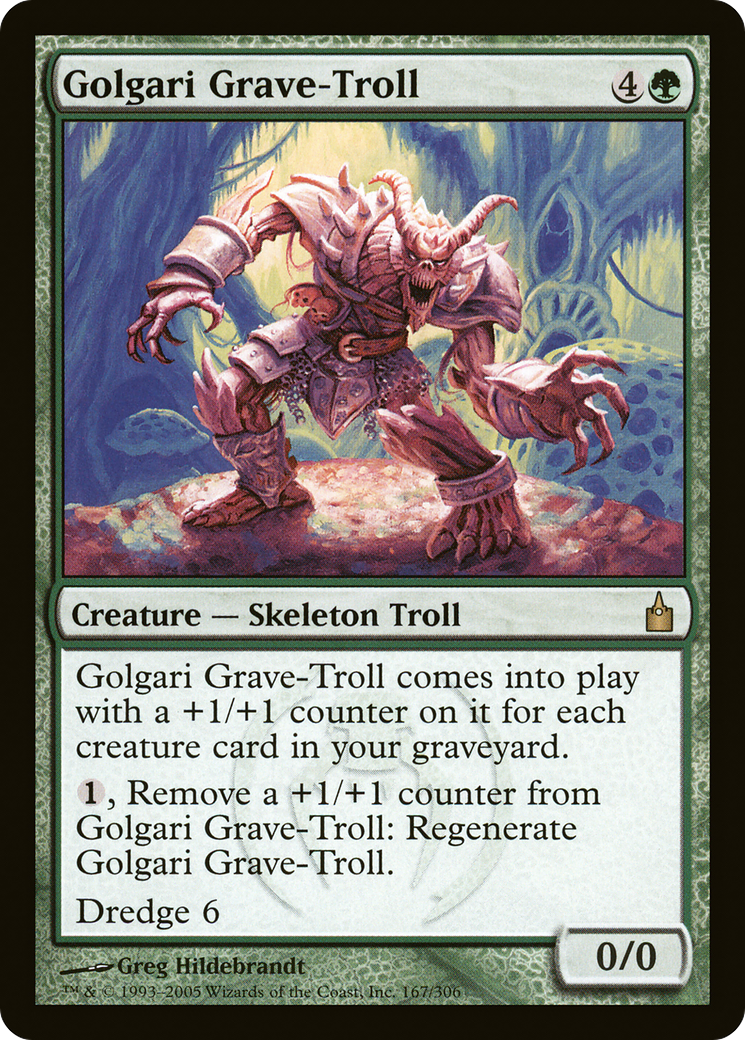 Golgari Grave-Troll 4
Creature — Skeleton Troll
Golgari Grave-Troll comes into play
with a +1/+1 counter on it for each
creature card in your graveyard.
1, Remove a +1/+1 counter from
Golgari Grave-Troll: Regenerate
Golgari Grave-Troll.
Dredge 6
0/0
Greg Hildebrandt
™ & © 1993–2005 Wizards of the Coast, Inc. 167/306